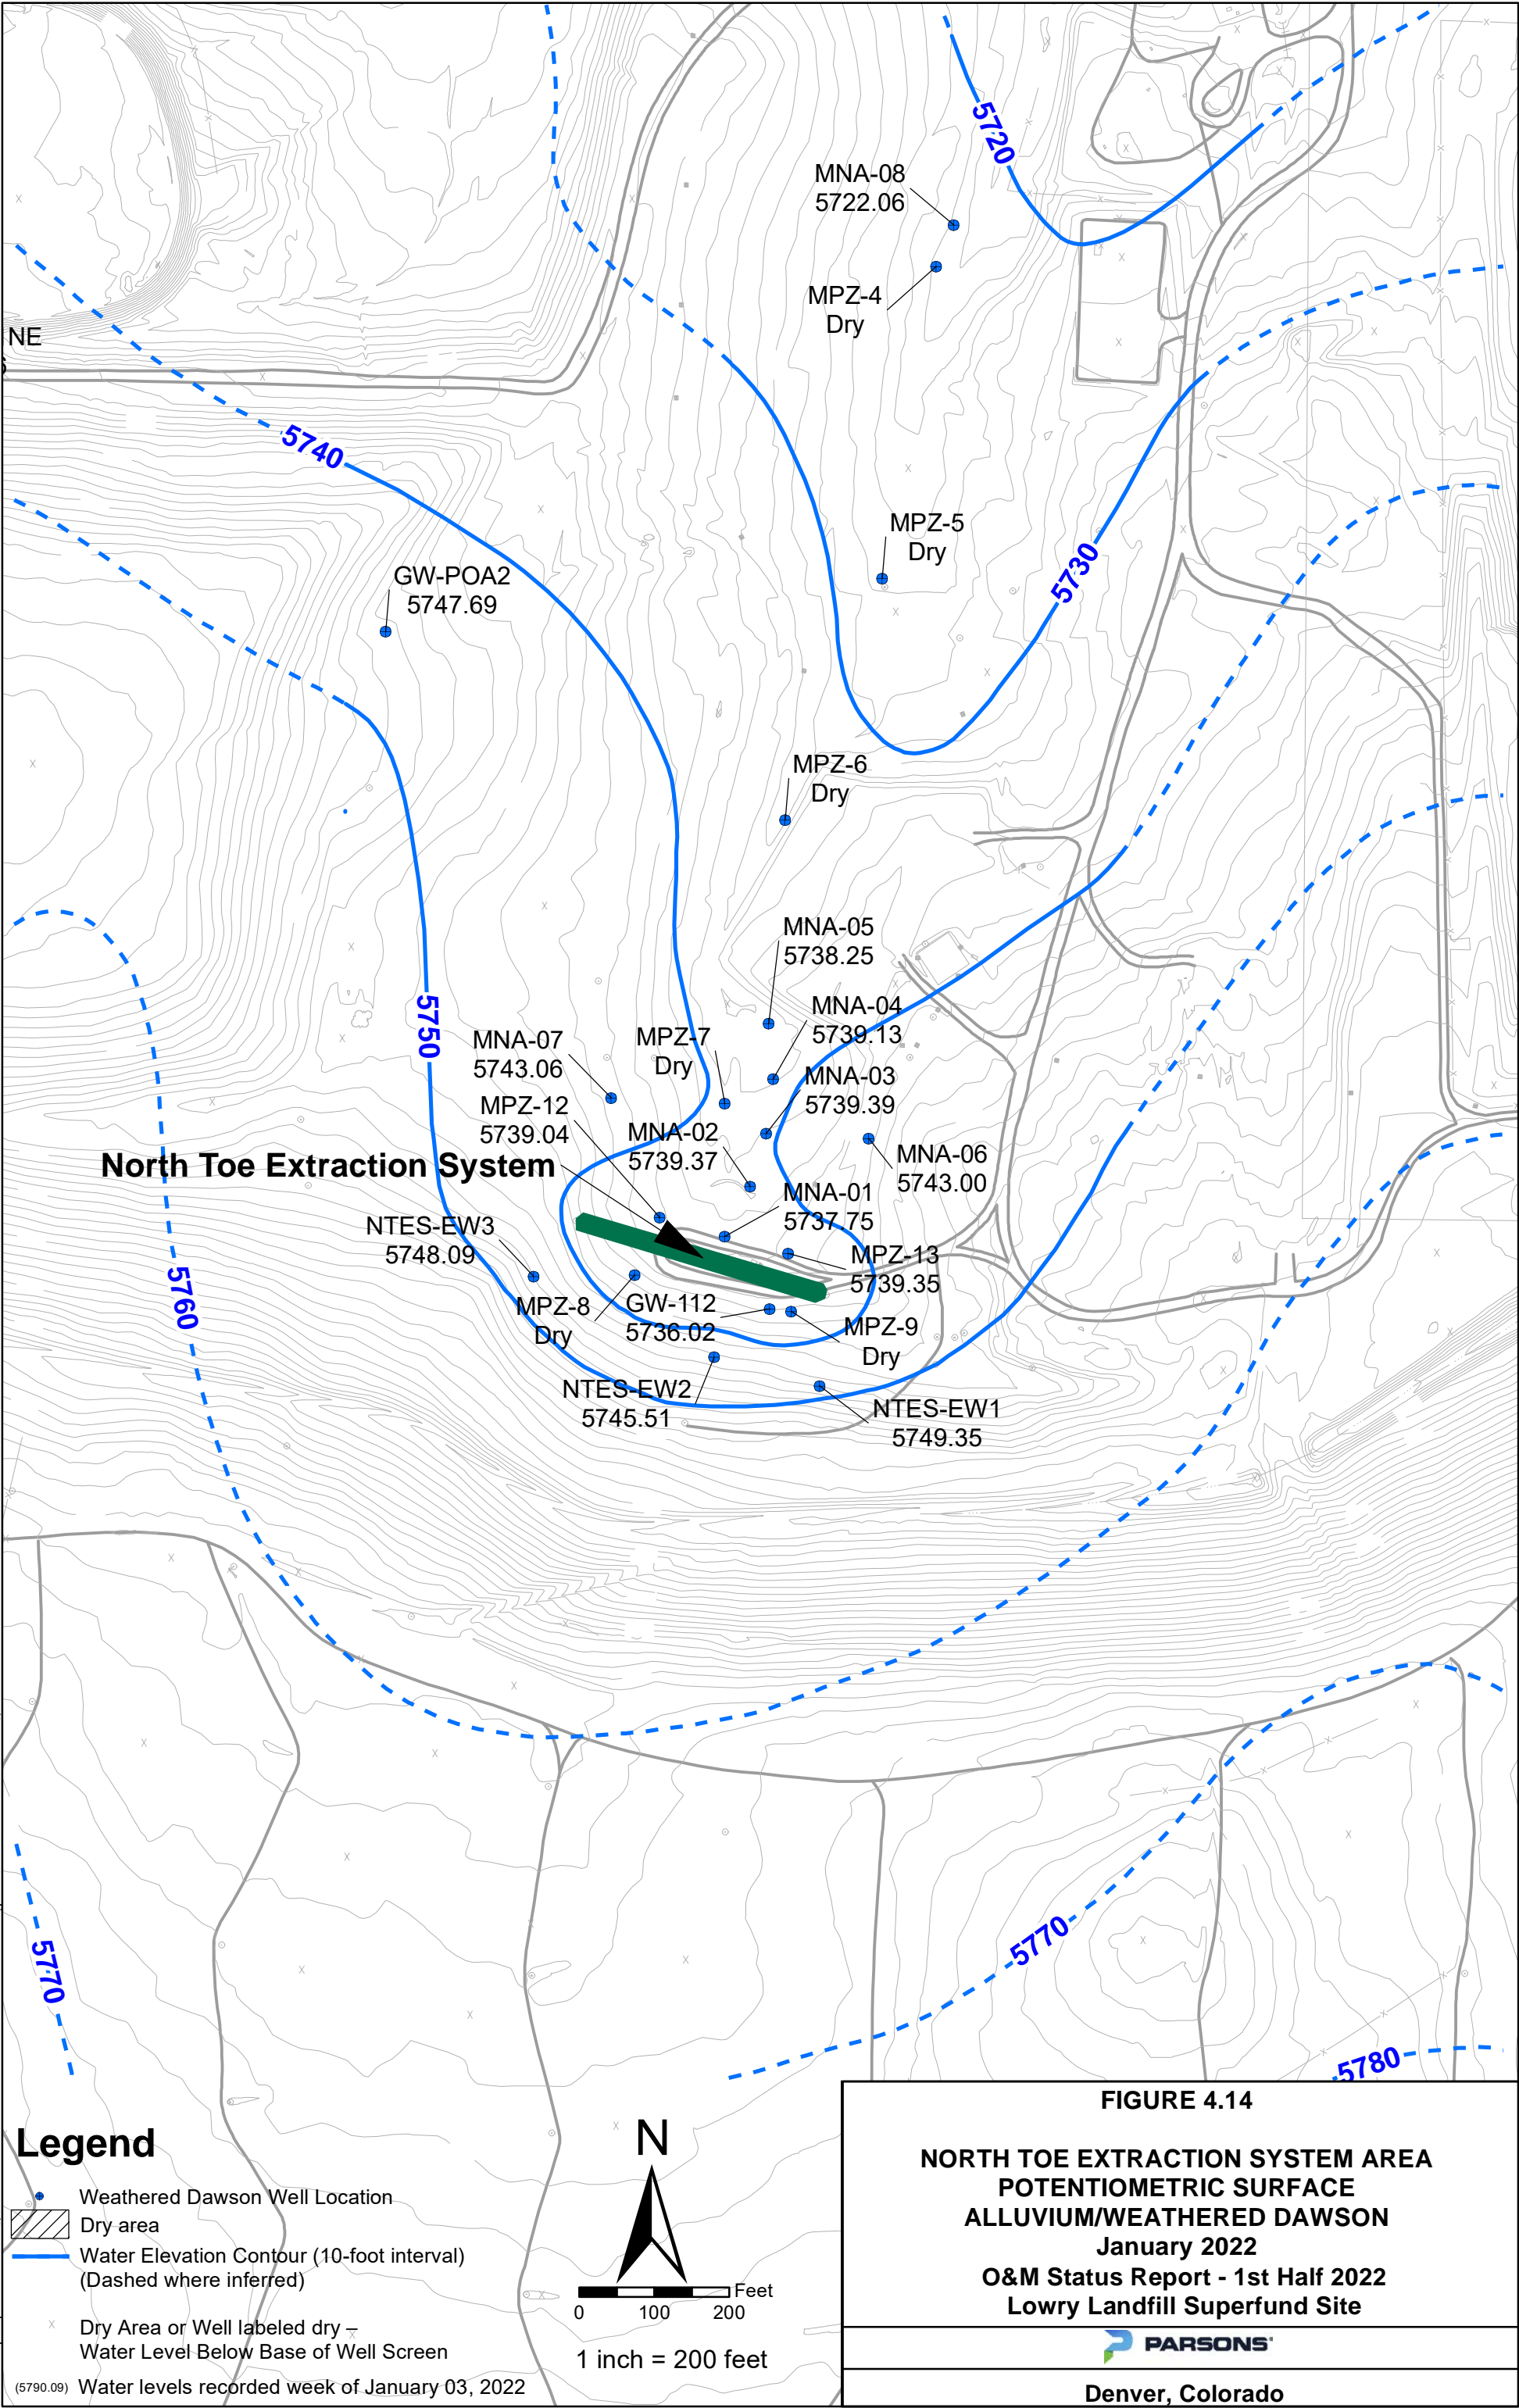 5720
MNA-08
5722.06
MPZ-4
Dry
NE
5740
MPZ-5
Dry
5730
GW-POA2
5747.69
MPZ-6
Dry
MNA-05
5738.25
5750
MNA-04
5739.13
MNA-07
5743.06
MPZ-7
Dry
MNA-03
5739.39
MPZ-12
5739.04
MNA-02
5739.37
MNA-06
5743.00
North Toe Extraction System
MNA-01
5737.75
NTES-EW3
5748.09
MPZ-13
5739.35
5760
MPZ-8
Dry
GW-112
5736.02
MPZ-9
Dry
NTES-EW2
5745.51
NTES-EW1
5749.35
5770
5770
5780
Legend
Weathered Dawson Well Location
Dry area
Water Elevation Contour (10-foot interval)
(Dashed where inferred)
Dry Area or Well labeled dry –
Water Level Below Base of Well Screen
(5790.09) Water levels recorded week of January 03, 2022
N
Feet
0 100 200
1 inch = 200 feet
FIGURE 4.14
NORTH TOE EXTRACTION SYSTEM AREA
POTENTIOMETRIC SURFACE
ALLUVIUM/WEATHERED DAWSON
January 2022
O&M Status Report - 1st Half 2022
Lowry Landfill Superfund Site
PARSONS
Denver, Colorado